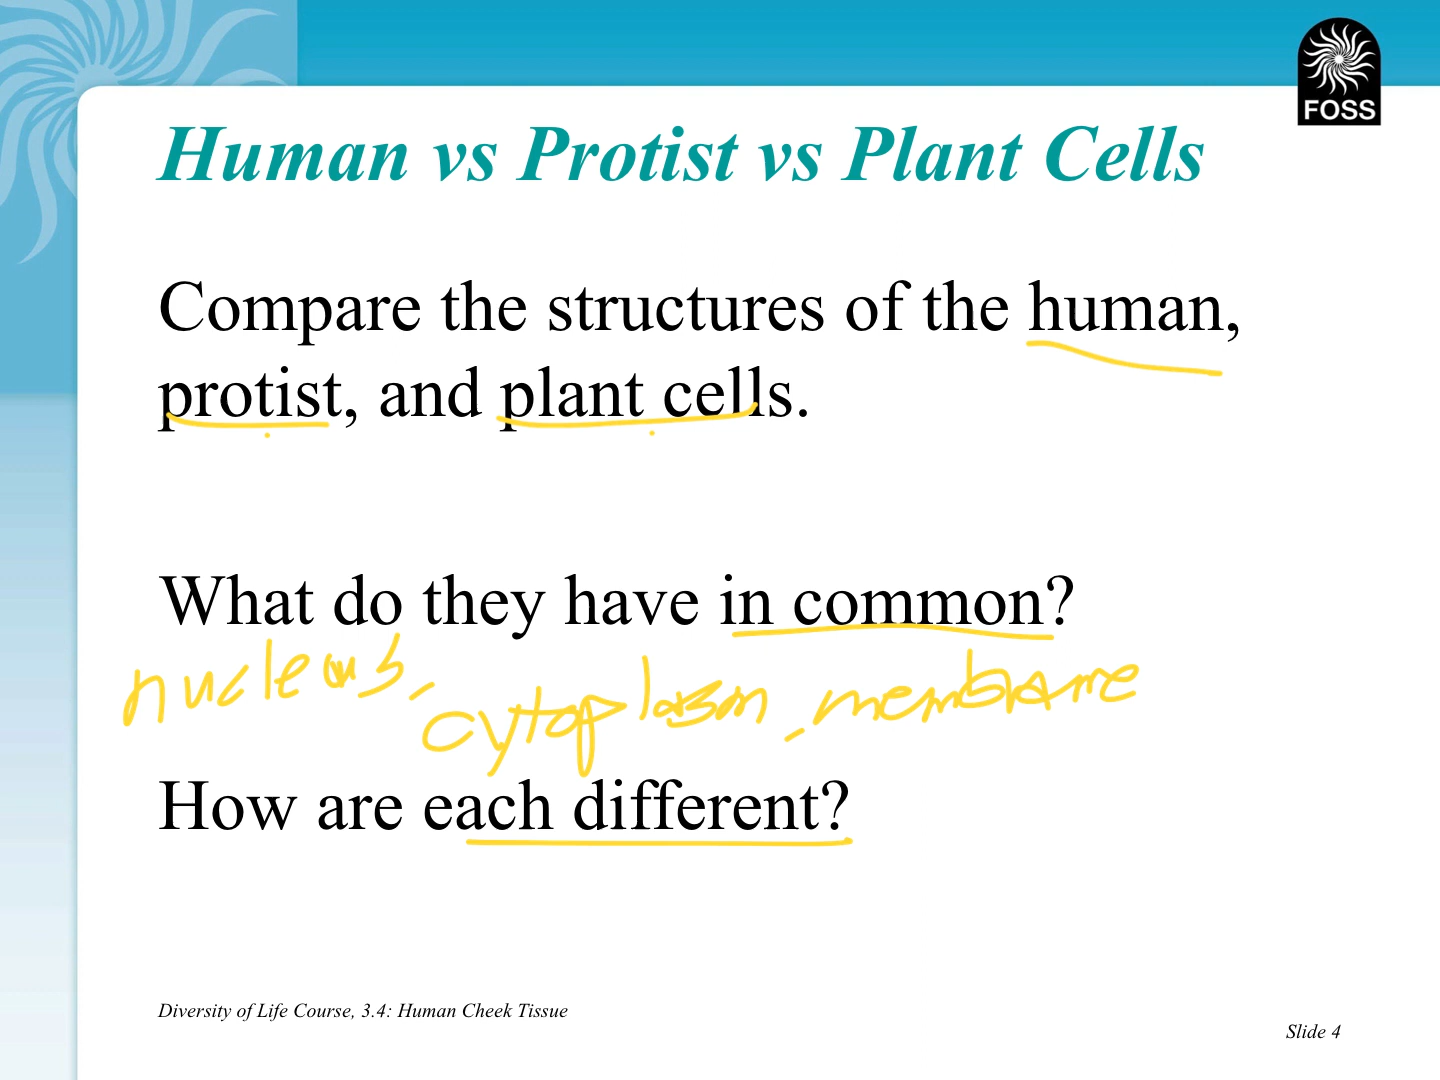 FOSS
Human vs Protist vs Plant Cells
Compare the structures of the human,
protist, and plant cells.
What do they have in common?
nucleus, cytoplasm, membrane
How are each different?
Diversity of Life Course, 3.4: Human Cheek Tissue
Slide 4